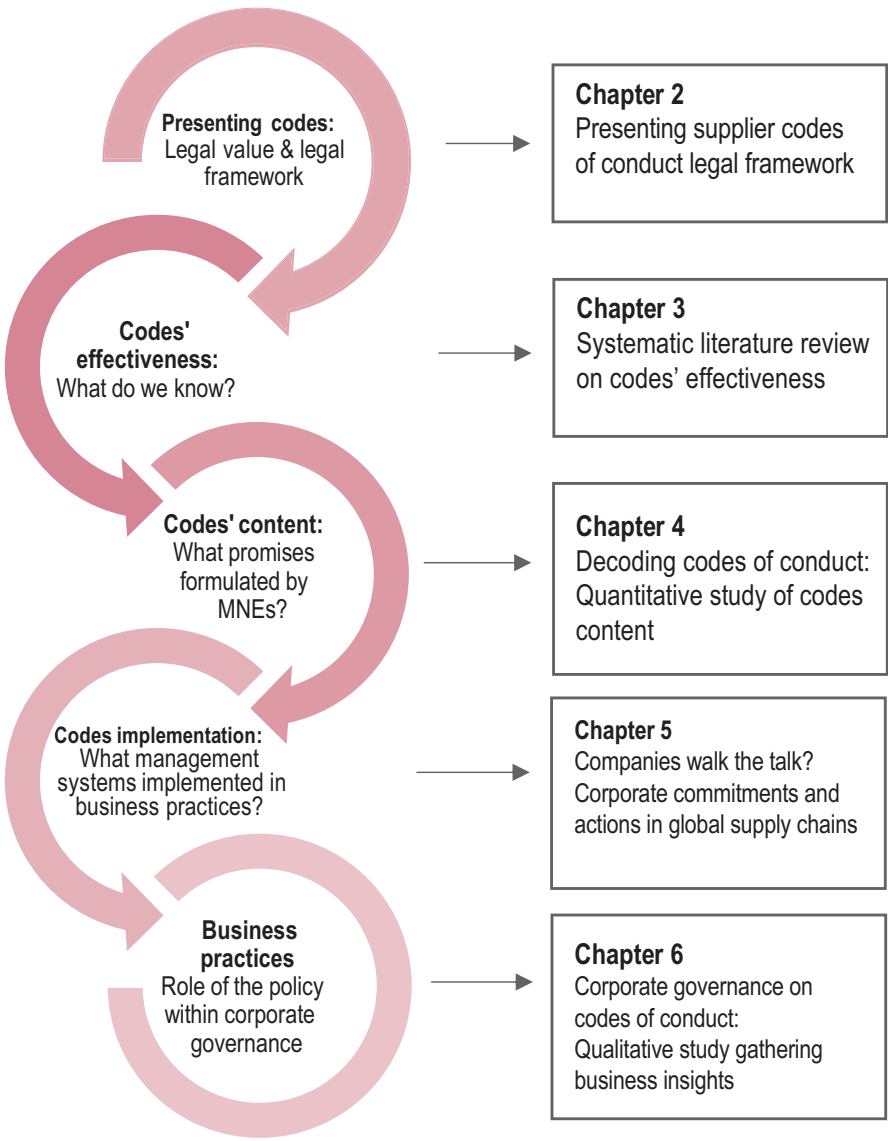 Presenting codes:
Legal value & legal
framework
Chapter 2
Presenting supplier codes
of conduct legal framework
Codes'
effectiveness:
What do we know?
Chapter 3
Systematic literature review
on codes’ effectiveness
Codes' content:
What promises
formulated by
MNEs?
Chapter 4
Decoding codes of conduct:
Quantitative study of codes
content
Codes implementation:
What management
systems implemented in
business practices?
Chapter 5
Companies walk the talk?
Corporate commitments and
actions in global supply chains
Business
practices
Role of the policy
within corporate
governance
Chapter 6
Corporate governance on
codes of conduct:
Qualitative study gathering
business insights